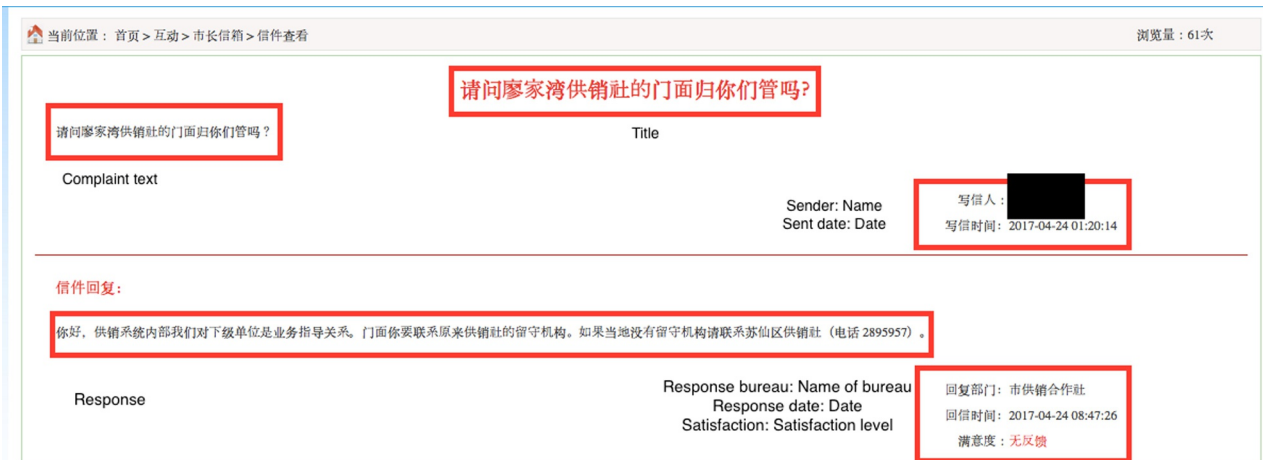 当前位置：首页>互动>市长信箱>信件查看
浏览量：61次
请问廖家湾供销社的门面归你们管吗?
请问廖家湾供销社的门面归你们管吗？
Title
Complaint text
Sender: Name
写信人：
Sent date: Date
写信时间：2017-04-24 01:20:14
信件回复：
你好，供销系统内部我们对下级单位是业务指导关系。门面你要联系原来供销社的留守机构。如果当地没有留守机构请联系苏仙区供销社（电话 2895957）。
Response
Response bureau: Name of bureau
回复部门：市供销合作社
Response date: Date
回信时间：2017-04-24 08:47:26
Satisfaction: Satisfaction level
满意度：无反馈